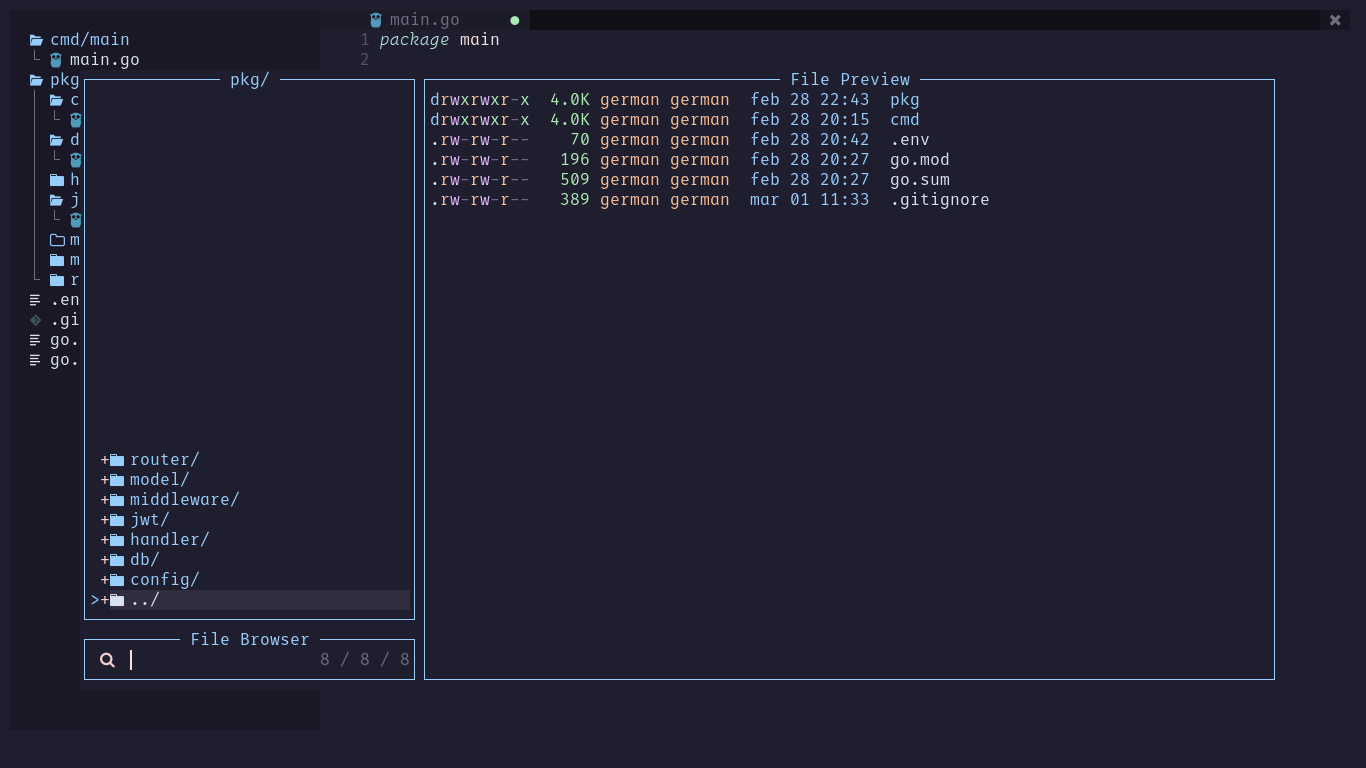 main.go ●
cmd/main
main.go
1 package main
2
pkg
c
d
h
j
m
m
r
.en
.gi
go.
go.
pkg/
+ router/
+ model/
+ middleware/
+ jwt/
+ handler/
+ db/
+ config/
>+ ../
File Browser
8 / 8 / 8
File Preview
drwxrwxr-x 4.0K german german feb 28 22:43 pkg
drwxrwxr-x 4.0K german german feb 28 20:15 cmd
.rw-rw-r-- 70 german german feb 28 20:42 .env
.rw-rw-r-- 196 german german feb 28 20:27 go.mod
.rw-rw-r-- 509 german german feb 28 20:27 go.sum
.rw-rw-r-- 389 german german mar 01 11:33 .gitignore